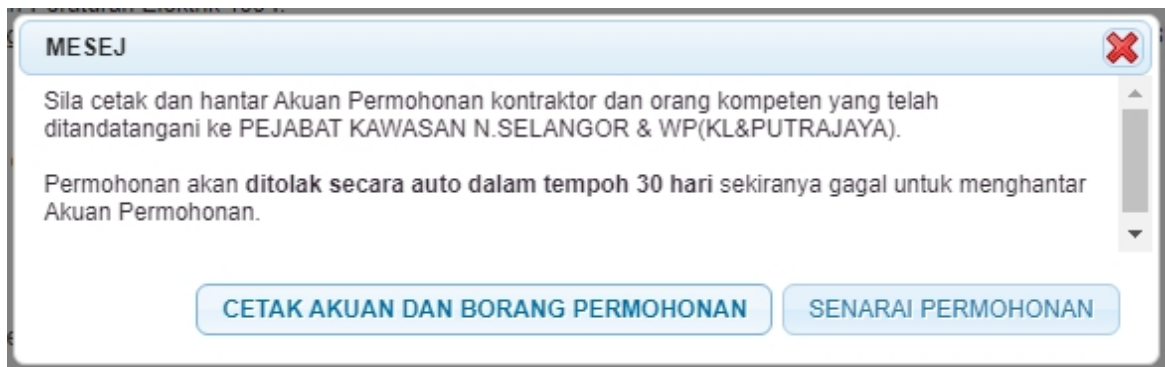 MESEJ
Sila cetak dan hantar Akuan Permohonan kontraktor dan orang kompeten yang telah
ditandatangani ke PEJABAT KAWASAN N.SELANGOR & WP(KL&PUTRAJAYA).
Permohonan akan ditolak secara auto dalam tempoh 30 hari sekiranya gagal untuk menghantar
Akuan Permohonan.
CETAK AKUAN DAN BORANG PERMOHONAN
SENARAI PERMOHONAN